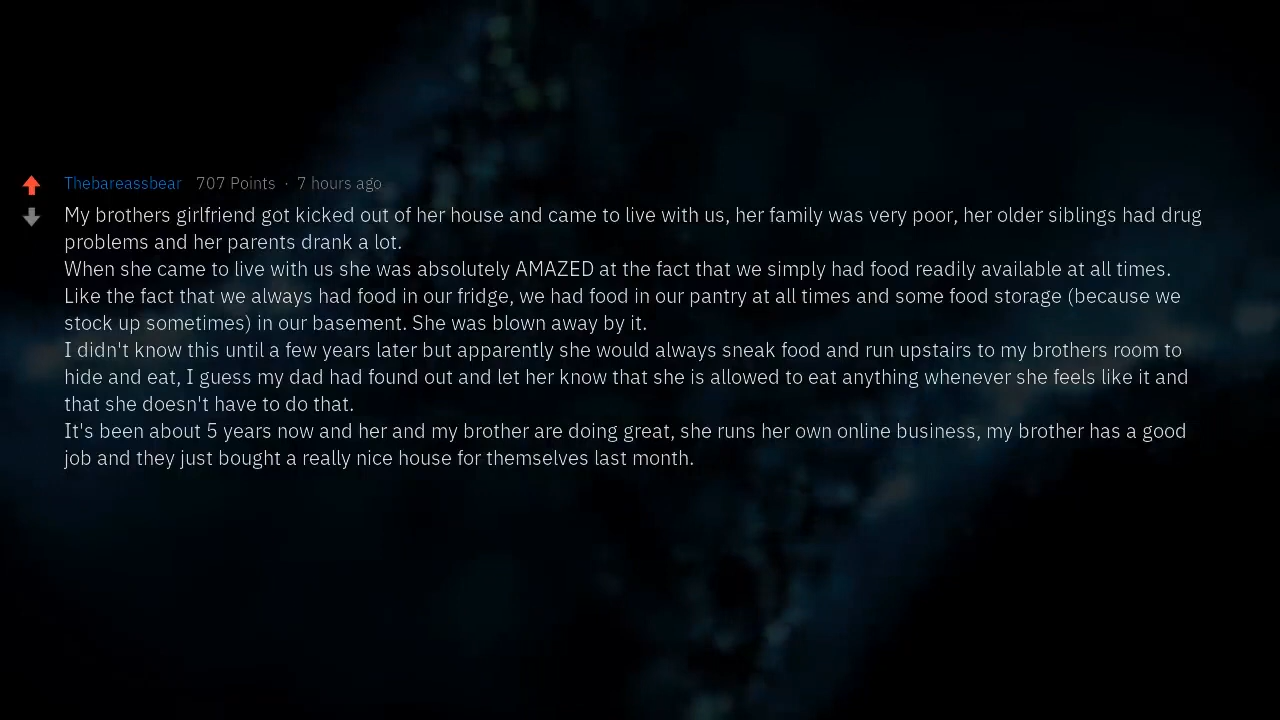 Thebareassbear 707 Points · 7 hours ago
My brothers girlfriend got kicked out of her house and came to live with us, her family was very poor, her older siblings had drug
problems and her parents drank a lot.
When she came to live with us she was absolutely AMAZED at the fact that we simply had food readily available at all times.
Like the fact that we always had food in our fridge, we had food in our pantry at all times and some food storage (because we
stock up sometimes) in our basement. She was blown away by it.
I didn't know this until a few years later but apparently she would always sneak food and run upstairs to my brothers room to
hide and eat, I guess my dad had found out and let her know that she is allowed to eat anything whenever she feels like it and
that she doesn't have to do that.
It's been about 5 years now and her and my brother are doing great, she runs her own online business, my brother has a good
job and they just bought a really nice house for themselves last month.